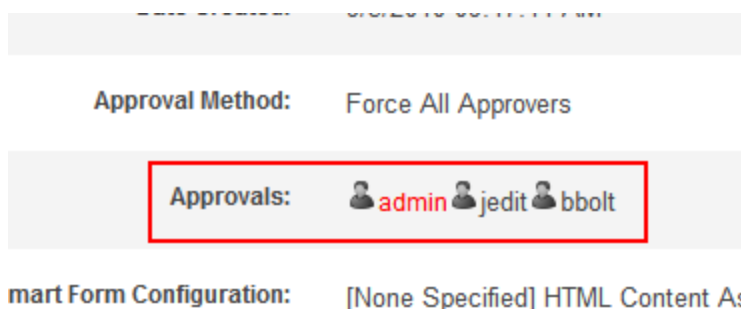 Approval Method: Force All Approvers
Approvals: admin jedit bbolt
mart Form Configuration: [None Specified] HTML Content As